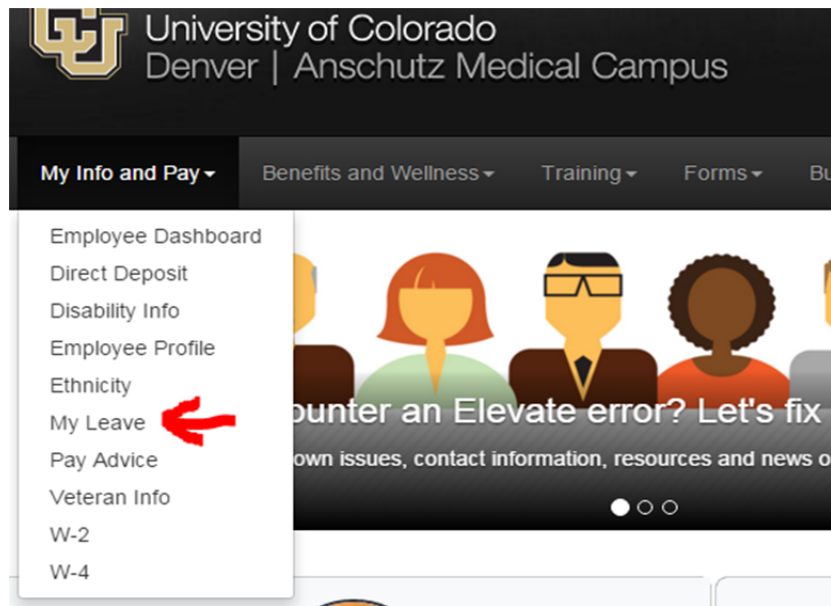 CU
University of Colorado
Denver | Anschutz Medical Campus
My Info and Pay Benefits and Wellness Training Forms
Employee Dashboard
Direct Deposit
Disability Info
Employee Profile
Ethnicity
My Leave
Pay Advice
Veteran Info
W-2
W-4
ounter an Elevate error? Let's fix
own issues, contact information, resources and news o